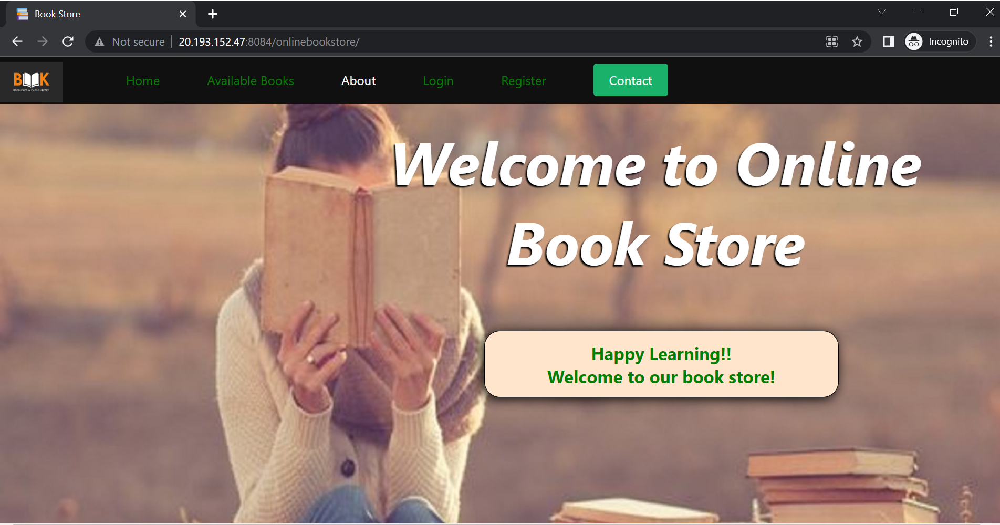 Book Store
Not secure
20.193.152.47:8084/onlinebookstore/
Incognito
BOOK
Book Store & Public Library
Home
Available Books
About
Login
Register
Contact
Welcome to Online
Book Store
Happy Learning!!
Welcome to our book store!